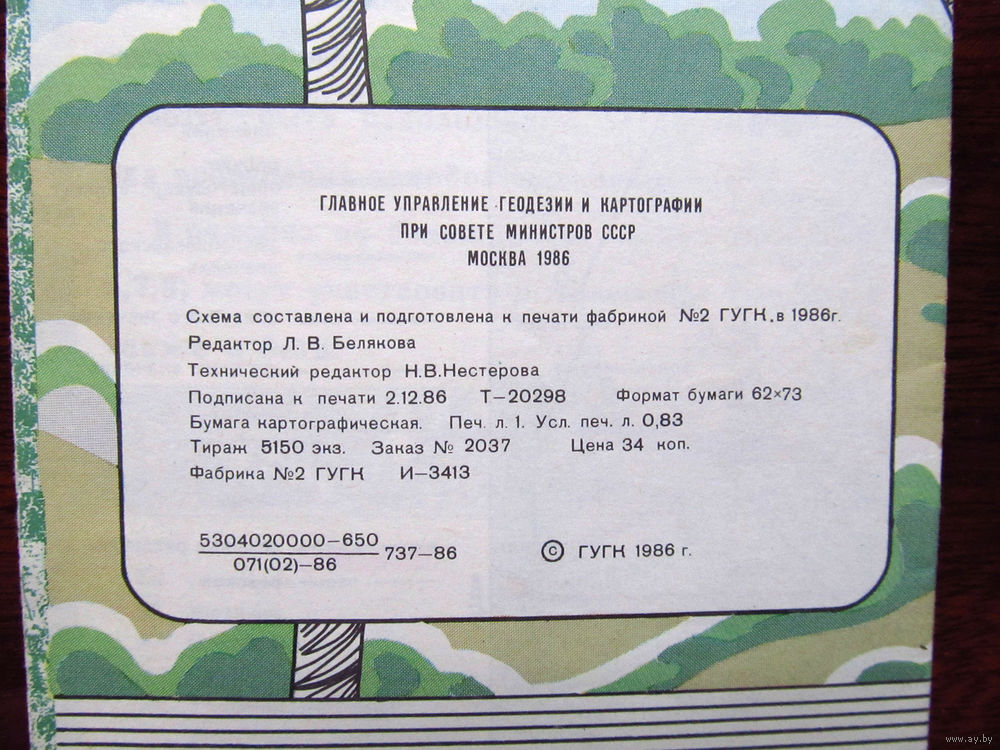 ГЛАВНОЕ УПРАВЛЕНИЕ ГЕОДЕЗИИ И КАРТОГРАФИИ
ПРИ СОВЕТЕ МИНИСТРОВ СССР
МОСКВА 1986
Схема составлена и подготовлена к печати фабрикой №2 ГУГК в 1986г.
Редактор Л. В. Белякова
Технический редактор Н.В.Нестерова
Подписана к печати 2.12.86 Т–20298 Формат бумаги 62×73
Бумага картографическая. Печ. л. 1. Усл. печ. л. 0,83
Тираж 5150 экз. Заказ № 2037 Цена 34 коп.
Фабрика №2 ГУГК И–3413
5304020000–650
071(02)–86
737–86
© ГУГК 1986 г.
www.ay.by